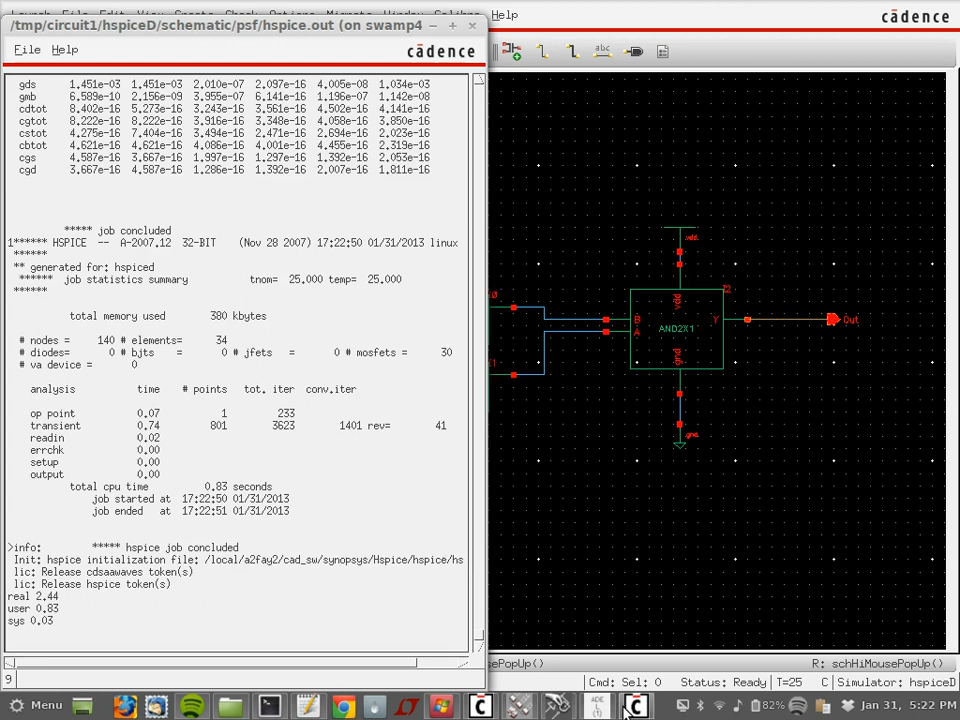 /tmp/circuit1/hspiceD/schematic/psf/hspice.out (on swamp4 − + ×
File Help cādence
gds 1.451e-03 1.451e-03 2.010e-07 2.097e-16 4.005e-08 1.034e-03
gmb 6.589e-10 2.156e-09 3.955e-07 6.141e-16 1.196e-07 1.142e-08
cdtot 8.402e-16 5.273e-16 3.243e-16 3.561e-16 4.502e-16 4.141e-16
cgtot 8.222e-16 8.222e-16 3.916e-16 3.348e-16 4.058e-16 3.850e-16
cstot 4.275e-16 7.404e-16 3.494e-16 2.471e-16 2.694e-16 2.023e-16
cbtot 4.621e-16 4.621e-16 4.086e-16 4.001e-16 4.455e-16 2.319e-16
cgs 4.587e-16 3.667e-16 1.997e-16 1.297e-16 1.392e-16 2.053e-16
cgd 3.667e-16 4.587e-16 1.286e-16 1.392e-16 2.007e-16 1.811e-16
***** job concluded
1****** HSPICE -- A-2007.12 32-BIT (Nov 28 2007) 17:22:50 01/31/2013 linux
******
** generated for: hspiced
****** job statistics summary tnom= 25.000 temp= 25.000
******
total memory used 380 kbytes
# nodes = 140 # elements= 34
# diodes= 0 # bjts = 0 # jfets = 0 # mosfets = 30
# va device = 0
analysis time # points tot. iter conv.iter
op point 0.07 1 233
transient 0.74 801 3623 1401 rev= 41
readin 0.02
errchk 0.00
setup 0.00
output 0.00
total cpu time 0.83 seconds
job started at 17:22:50 01/31/2013
job ended at 17:22:51 01/31/2013
>info: ***** hspice job concluded
Init: hspice initialization file: /local/a2fay2/cad_sw/synopsys/Hspice/hspice/hs
lic: Release cdsaawaves token(s)
lic: Release hspice token(s)
real 2.44
user 0.83
sys 0.03
9
Help
cādence
abc
vdd
vdd
B
A
Y
AND2X1
gnd
gnd
Out
sePopUp() R: schHiMousePopUp()
Cmd: Sel: 0 Status: Ready T=25 C Simulator: hspiceD
Menu ADE (1) 82% Jan 31, 5:22 PM